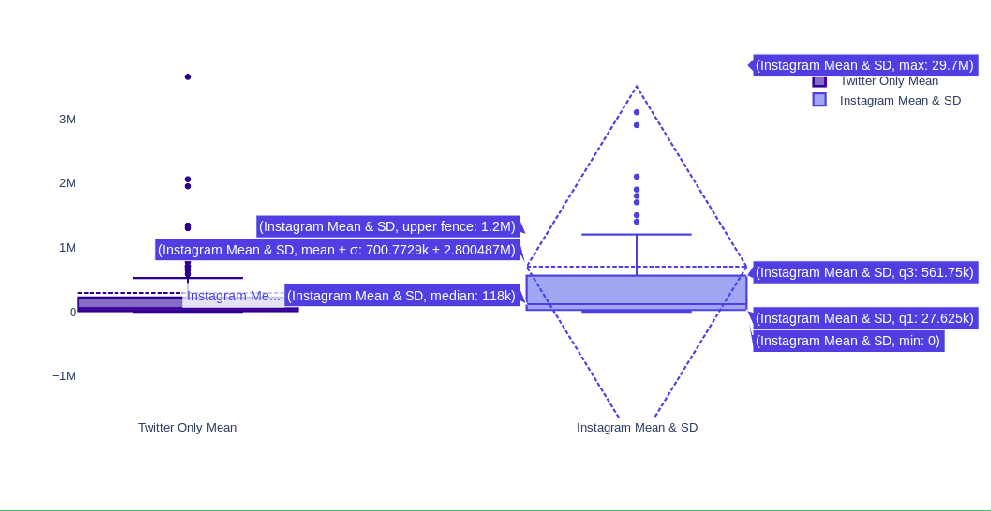 (Instagram Mean & SD, max: 29.7M)
Twitter Only Mean
Instagram Mean & SD
3M
2M
1M
0
−1M
(Instagram Mean & SD, upper fence: 1.2M)
(Instagram Mean & SD, mean + σ: 700.7729k + 2.800487M)
(Instagram Mean & SD, q3: 561.75k)
Instagram Me...
(Instagram Mean & SD, median: 118k)
(Instagram Mean & SD, q1: 27.625k)
(Instagram Mean & SD, min: 0)
Twitter Only Mean
Instagram Mean & SD